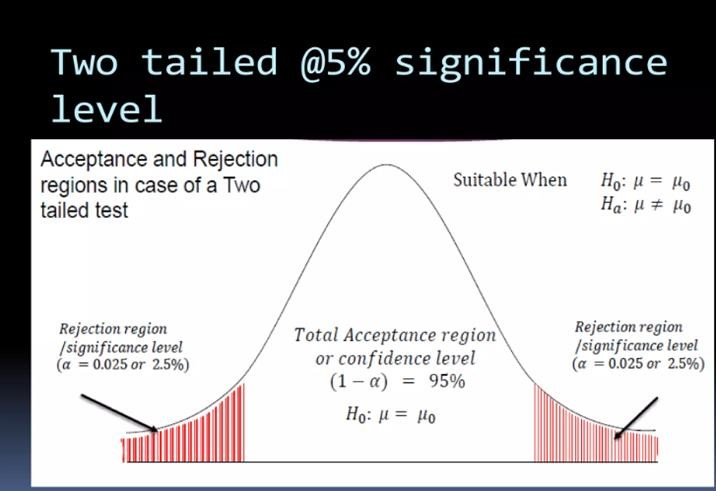 Two tailed @5% significance
level
Acceptance and Rejection
regions in case of a Two
tailed test
Suitable When H₀: μ = μ₀
Hₐ: μ ≠ μ₀
Rejection region
/significance level
(α = 0.025 or 2.5%)
Total Acceptance region
or confidence level
(1 − α) = 95%
H₀: μ = μ₀
Rejection region
/significance level
(α = 0.025 or 2.5%)